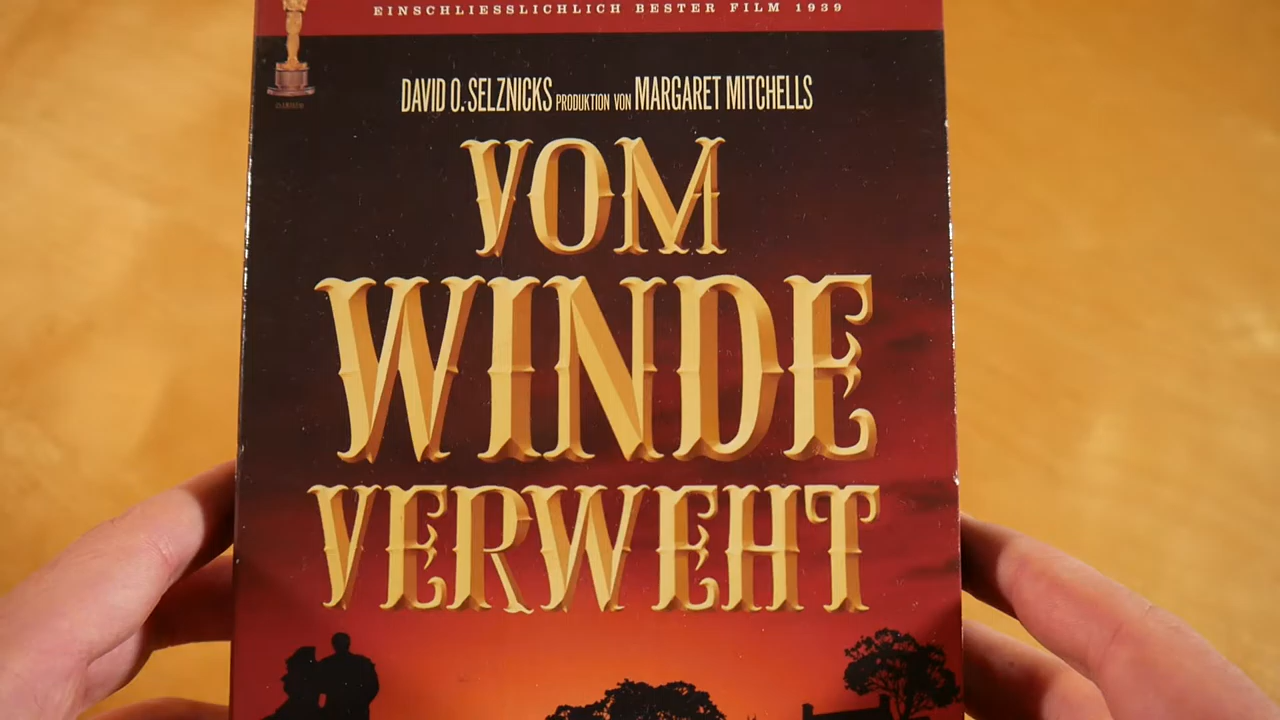 EINSCHLIESSLICHLICH BESTER FILM 1939
DAVID O. SELZNICKS PRODUKTION VON MARGARET MITCHELLS
VOM
WINDE
VERWEHT